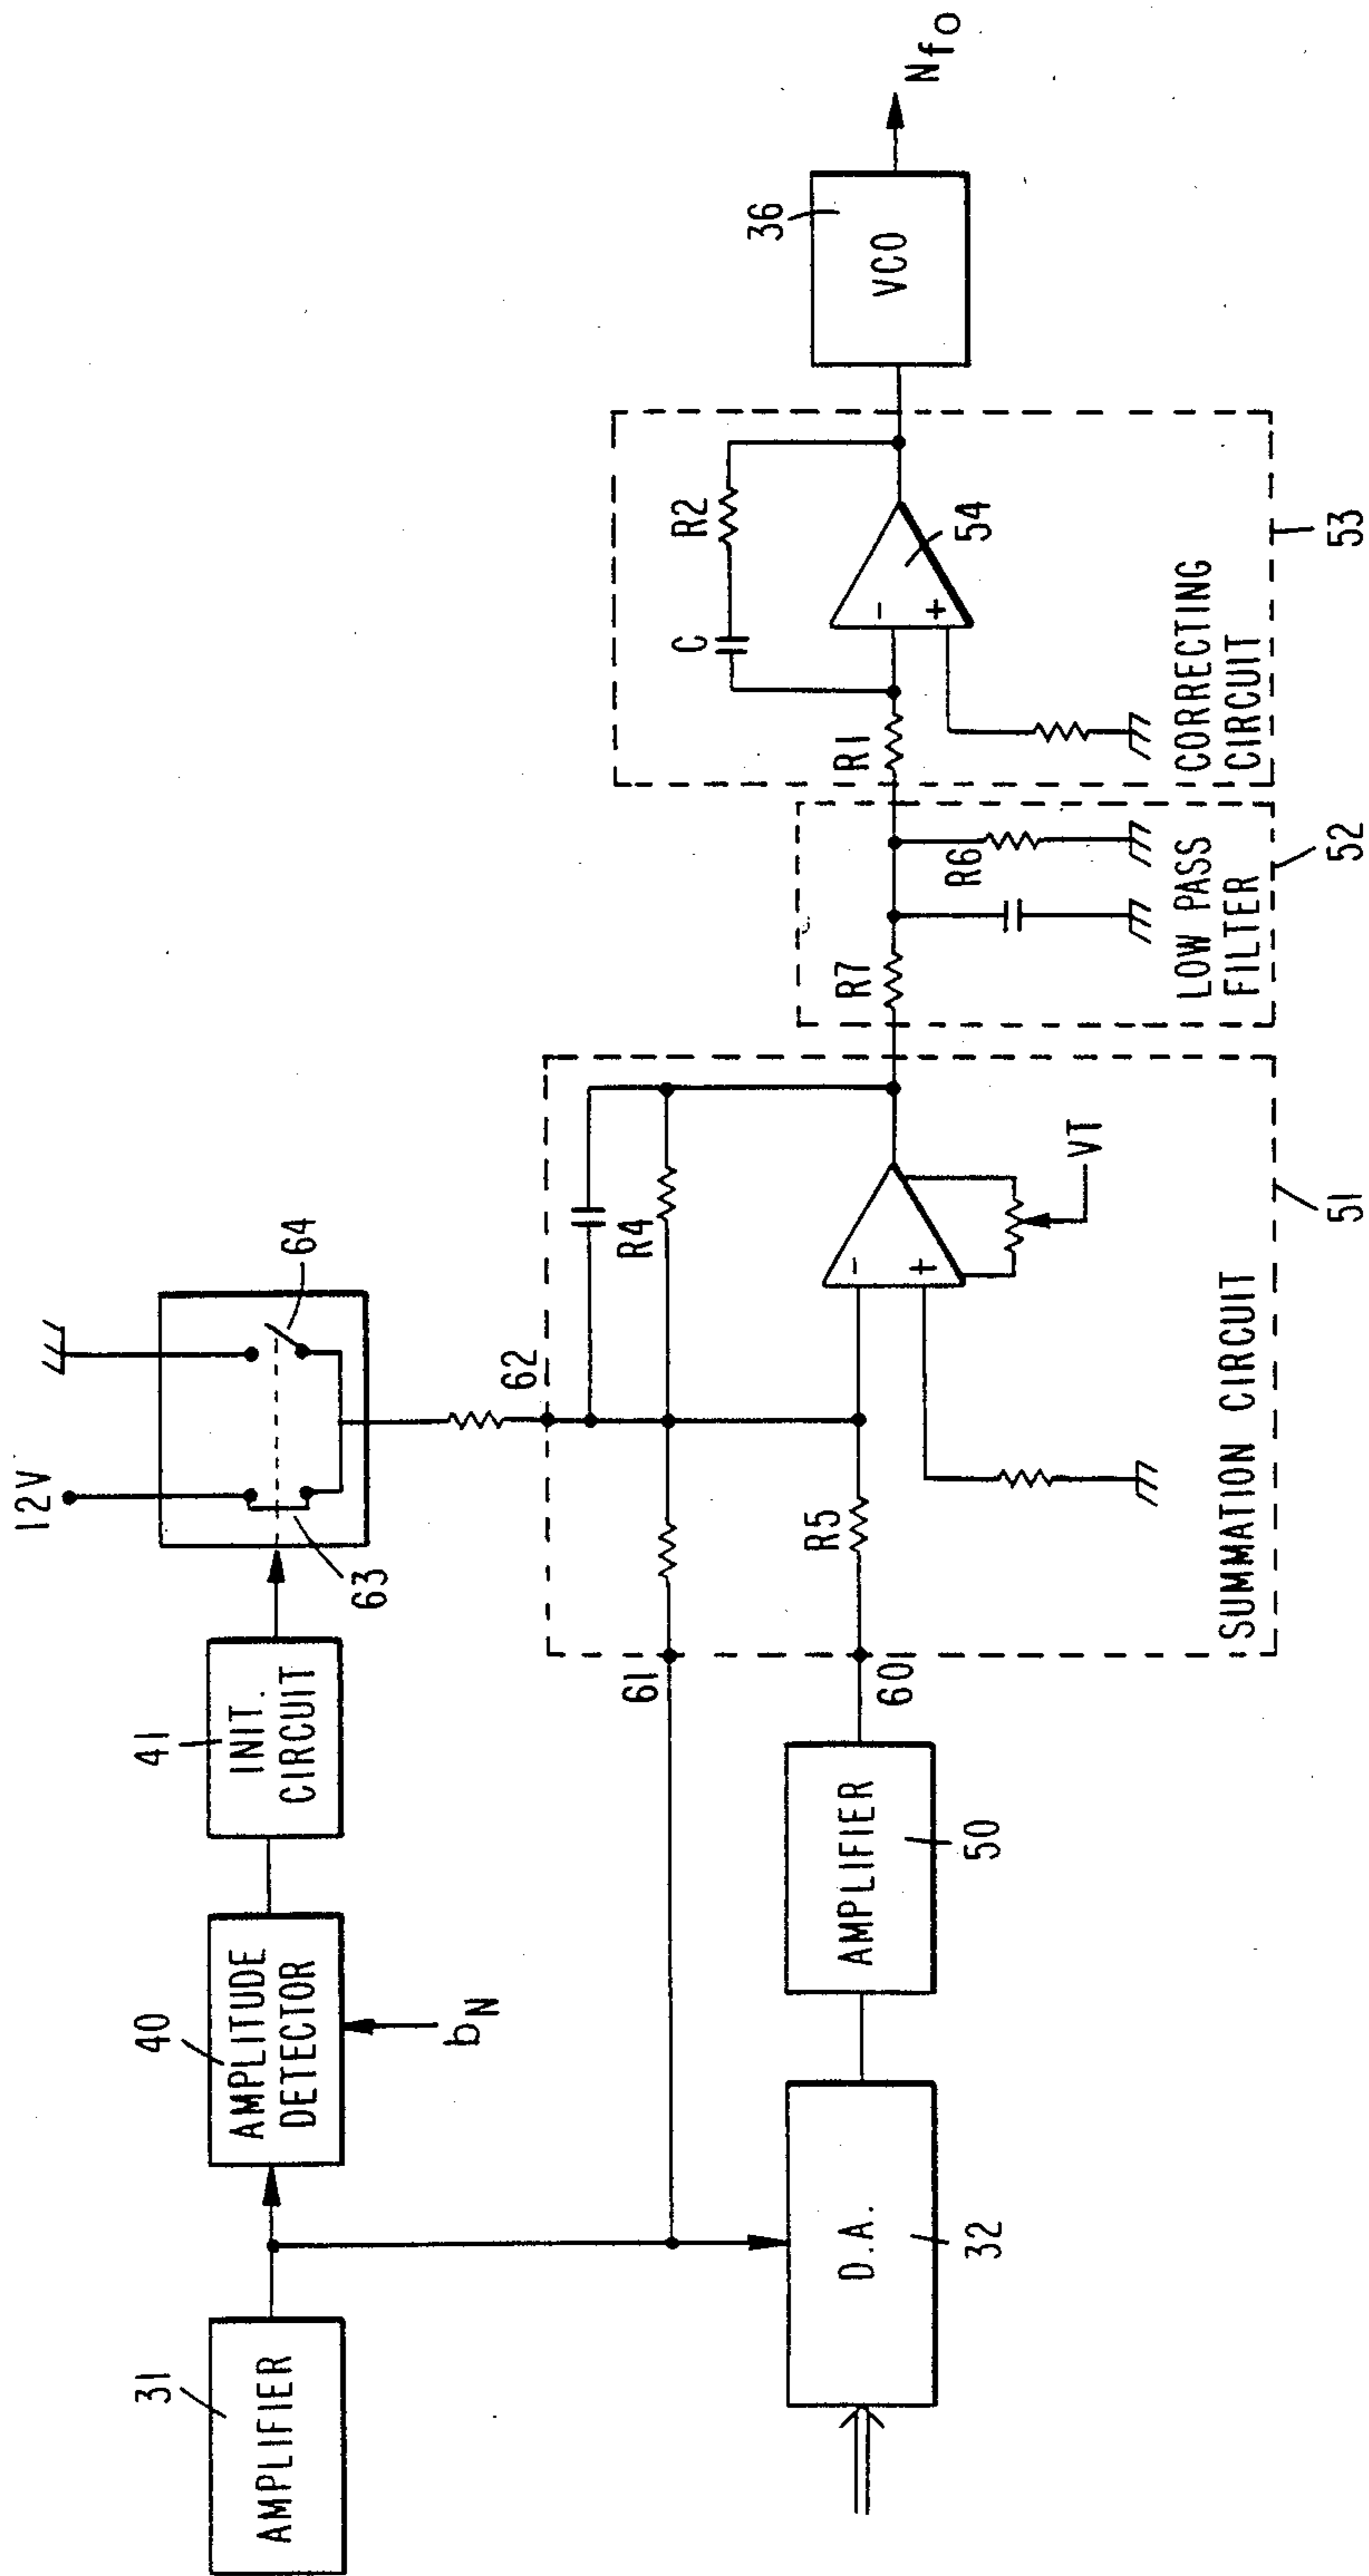 12V
64
63
62
31
AMPLIFIER
40
AMPLITUDE
DETECTOR
bN
41
INIT.
CIRCUIT
61
60
D.A.
32
AMPLIFIER
50
R5
R4
-
+
VT
SUMMATION CIRCUIT
51
R7
R6
LOW PASS
FILTER
52
R1
C
R2
-
+
54
CORRECTING
CIRCUIT
53
36
VCO
Nfo